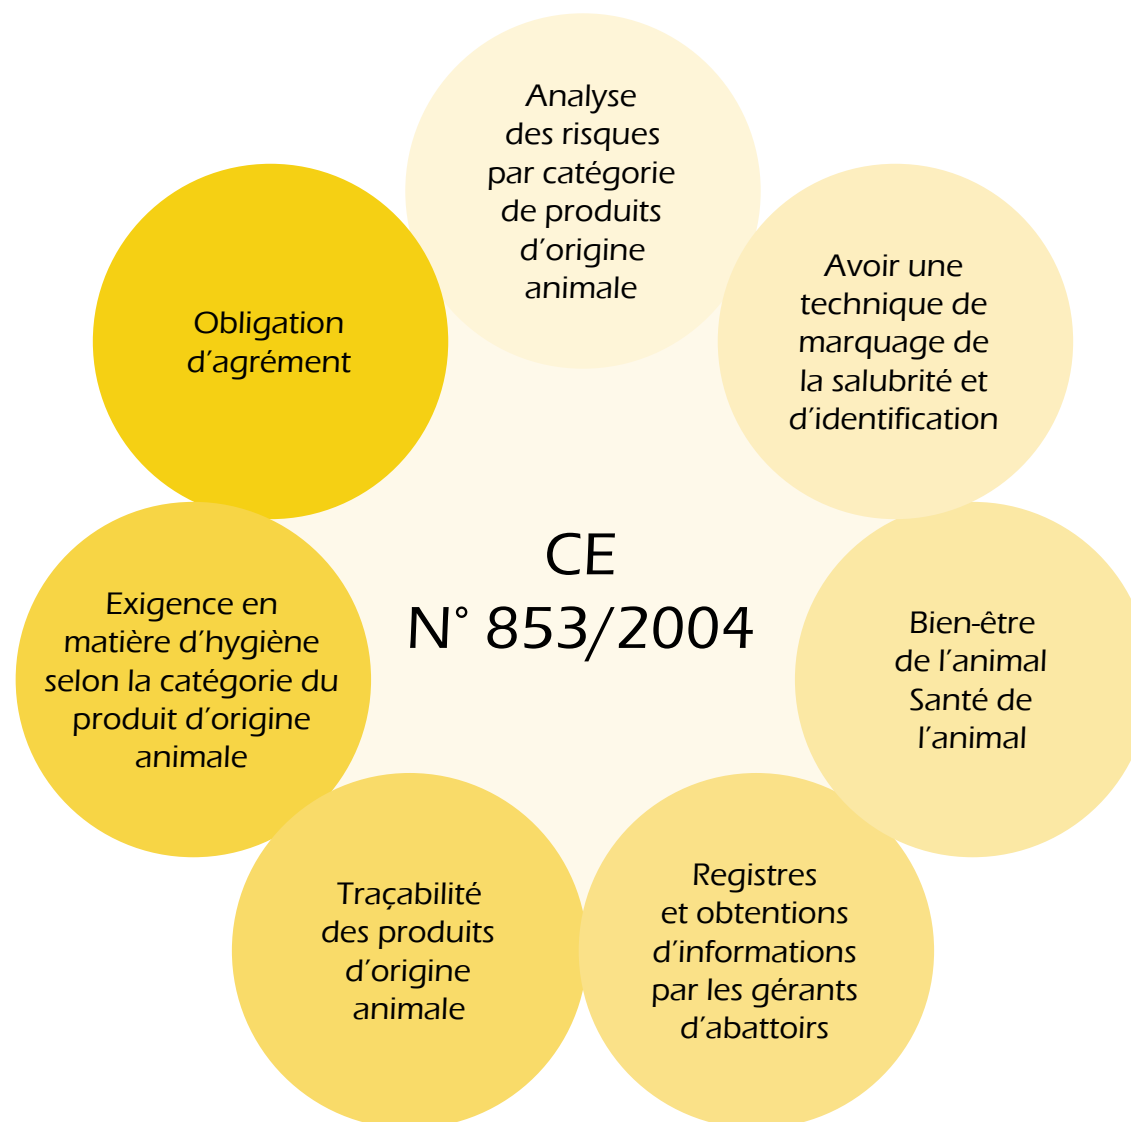 Analyse
des risques
par catégorie
de produits
d'origine
animale
Avoir une
technique de
marquage de
la salubrité et
d'identification
Bien-être
de l'animal
Santé de
l'animal
Registres
et obtentions
d'informations
par les gérants
d'abattoirs
Traçabilité
des produits
d'origine
animale
Exigence en
matière d'hygiène
selon la catégorie du
produit d'origine
animale
Obligation
d'agrément
CE
N° 853/2004